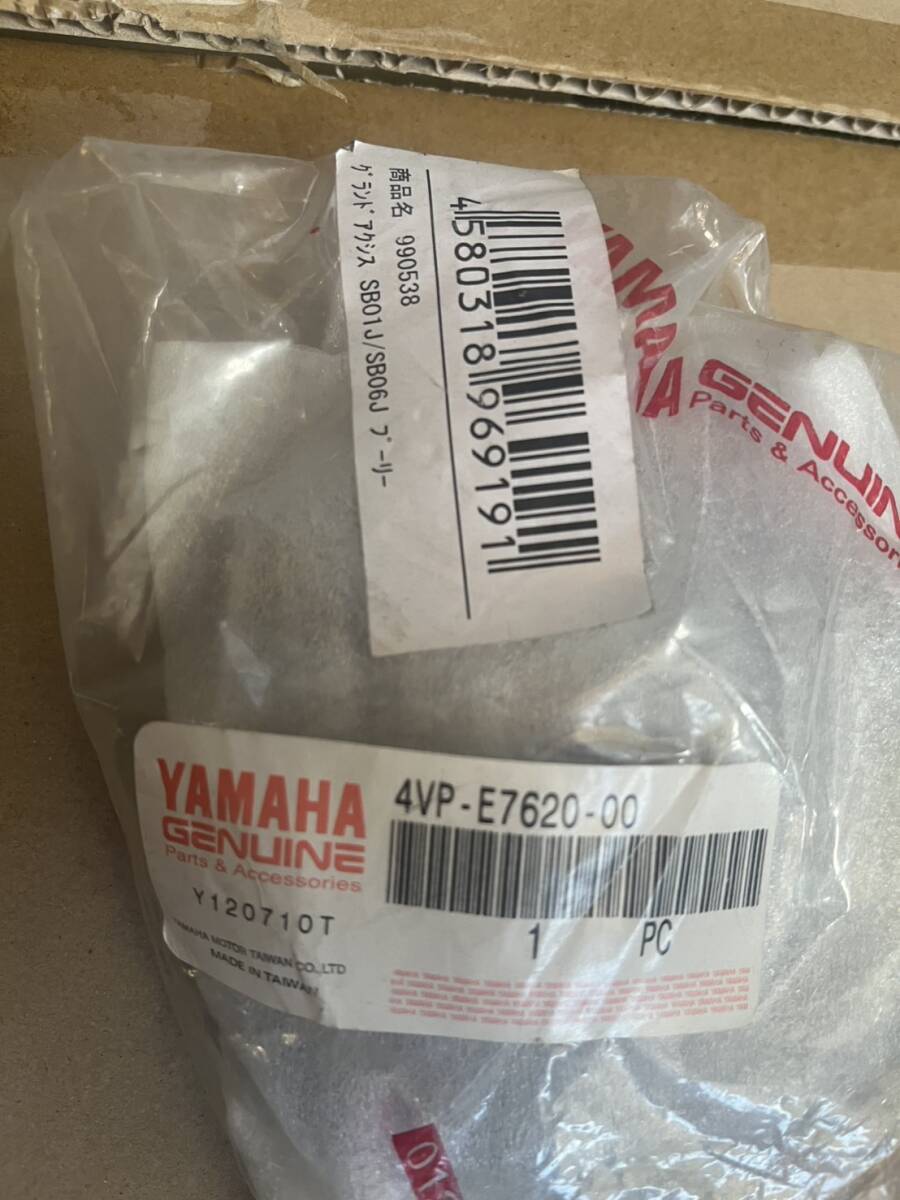 商品名 990538
グランドアクシス SB01J/SB06J プーリー
4580318969191
YAMAHA
GENUINE
Parts & Accessories
YAMAHA
GENUINE
Parts & Accessories
Y120710T
YAMAHA MOTOR TAIWAN CO.,LTD
MADE IN TAIWAN
4VP-E7620-00
1 PC